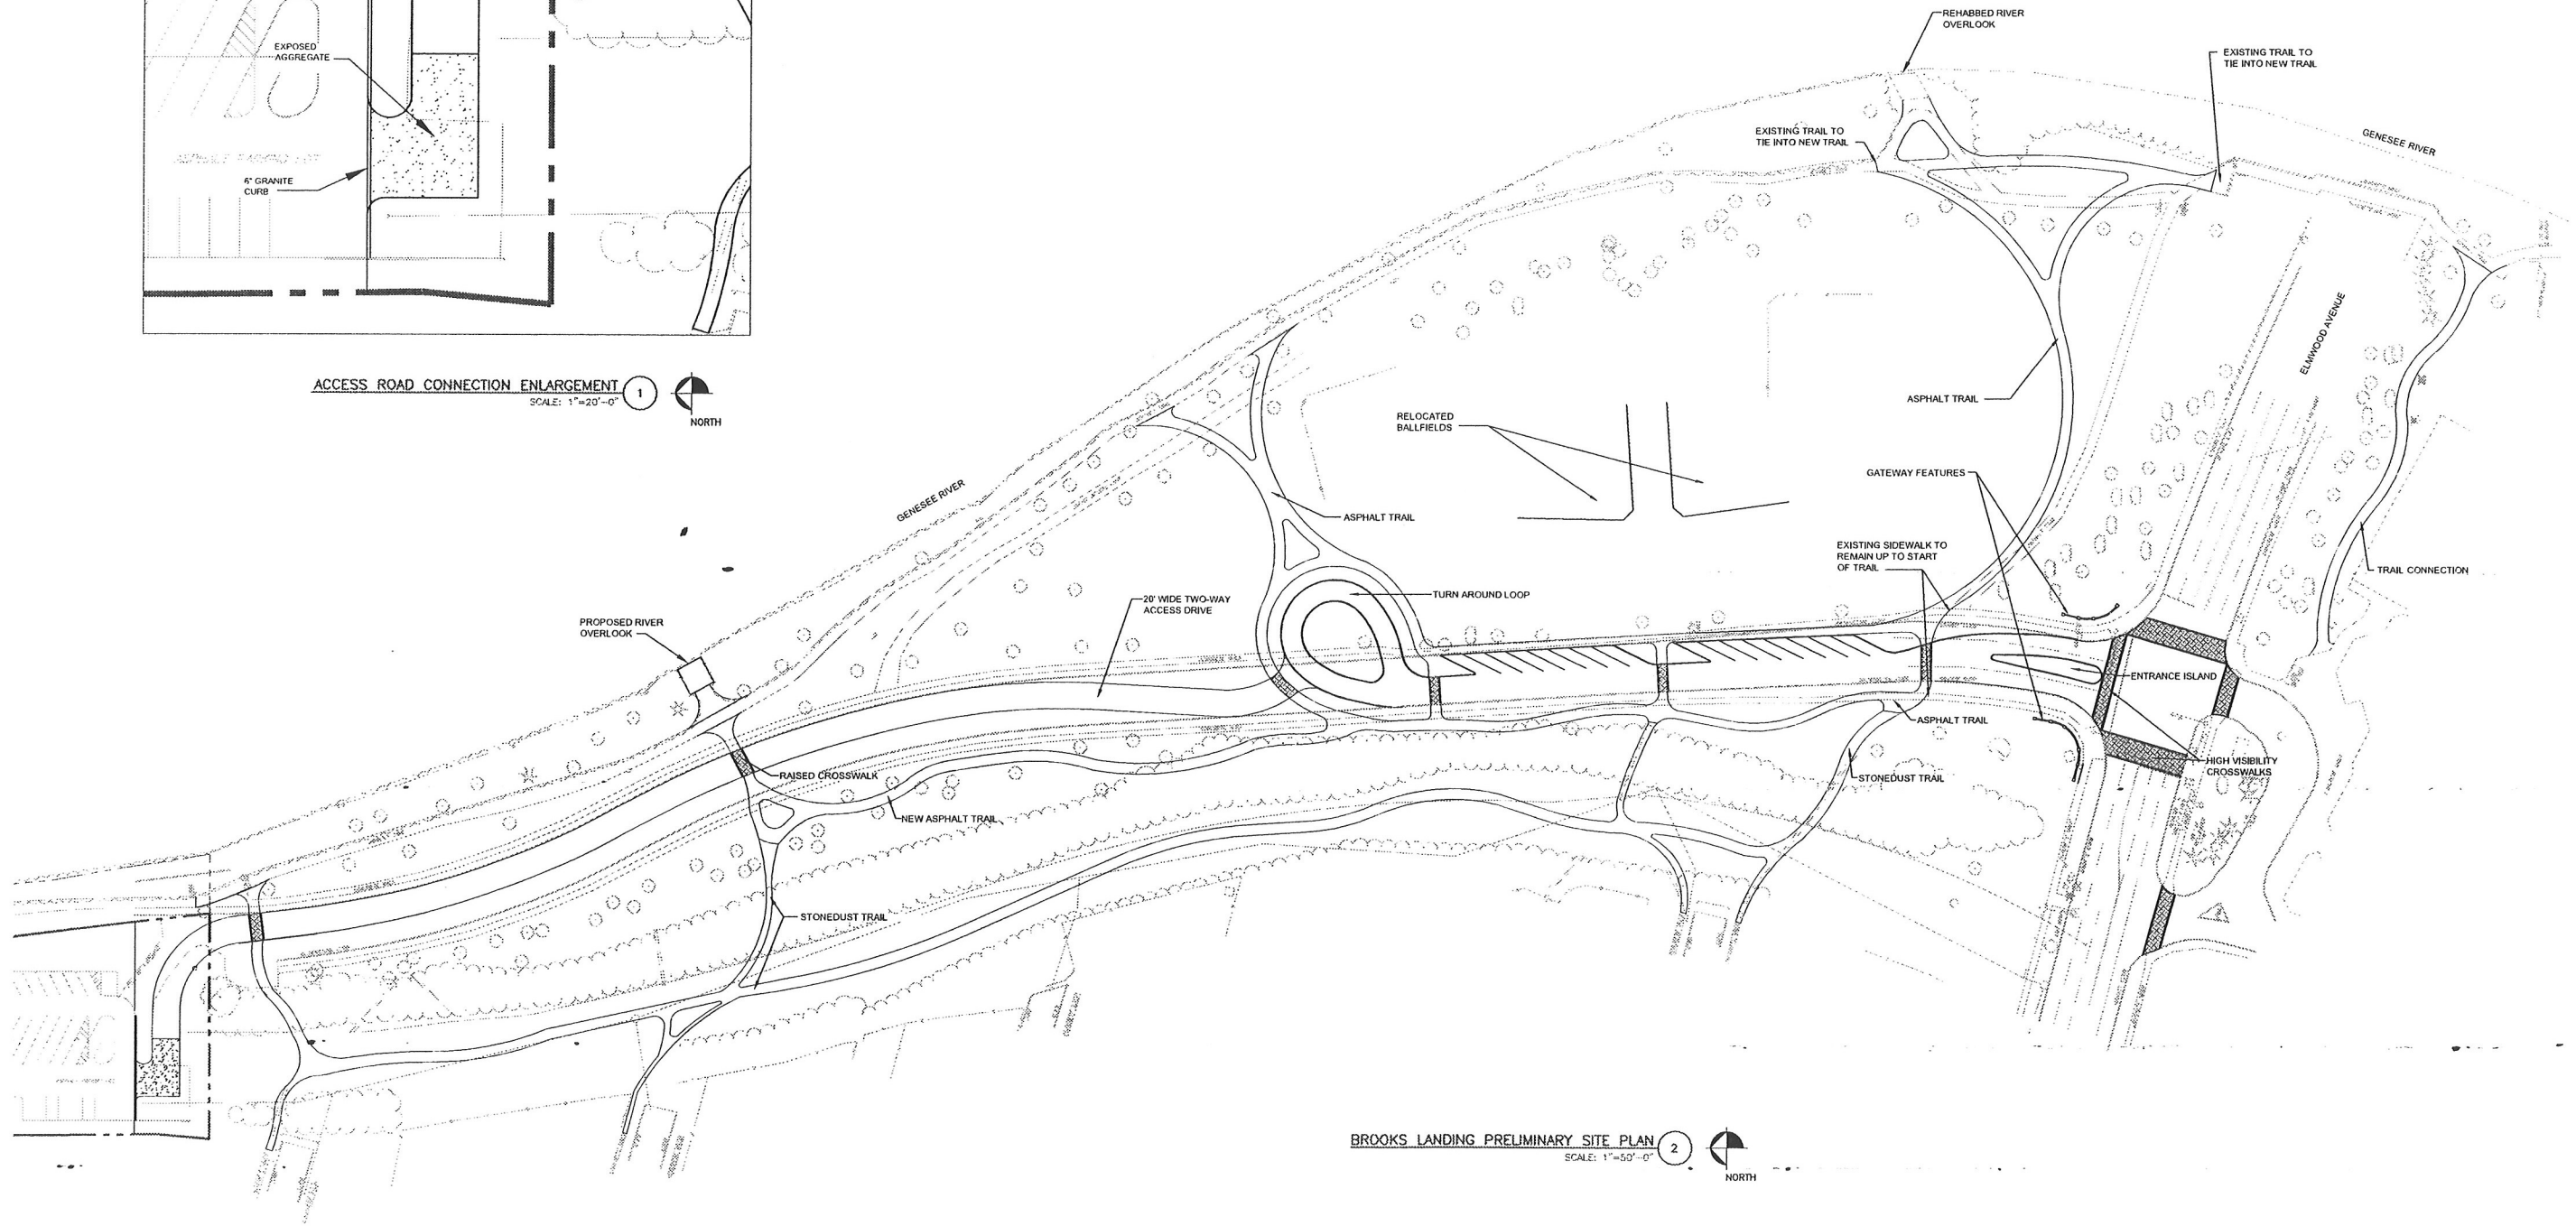 EXPOSED
AGGREGATE
ASPHALT PARKING LOT
6" GRANITE
CURB
ACCESS ROAD CONNECTION ENLARGEMENT
1
SCALE: 1"=20'-0"
NORTH
REHABBED RIVER
OVERLOOK
EXISTING TRAIL TO
TIE INTO NEW TRAIL
EXISTING TRAIL TO
TIE INTO NEW TRAIL
GENESEE RIVER
ELMWOOD AVENUE
ASPHALT TRAIL
RELOCATED
BALLFIELDS
GATEWAY FEATURES
GENESEE RIVER
ASPHALT TRAIL
EXISTING SIDEWALK TO
REMAIN UP TO START
OF TRAIL
TRAIL CONNECTION
20' WIDE TWO-WAY
ACCESS DRIVE
TURN AROUND LOOP
PROPOSED RIVER
OVERLOOK
ENTRANCE ISLAND
ASPHALT TRAIL
HIGH VISIBILITY
CROSSWALKS
RAISED CROSSWALK
STONEDUST TRAIL
NEW ASPHALT TRAIL
STONEDUST TRAIL
BROOKS LANDING PRELIMINARY SITE PLAN
2
SCALE: 1"=50'-0"
NORTH